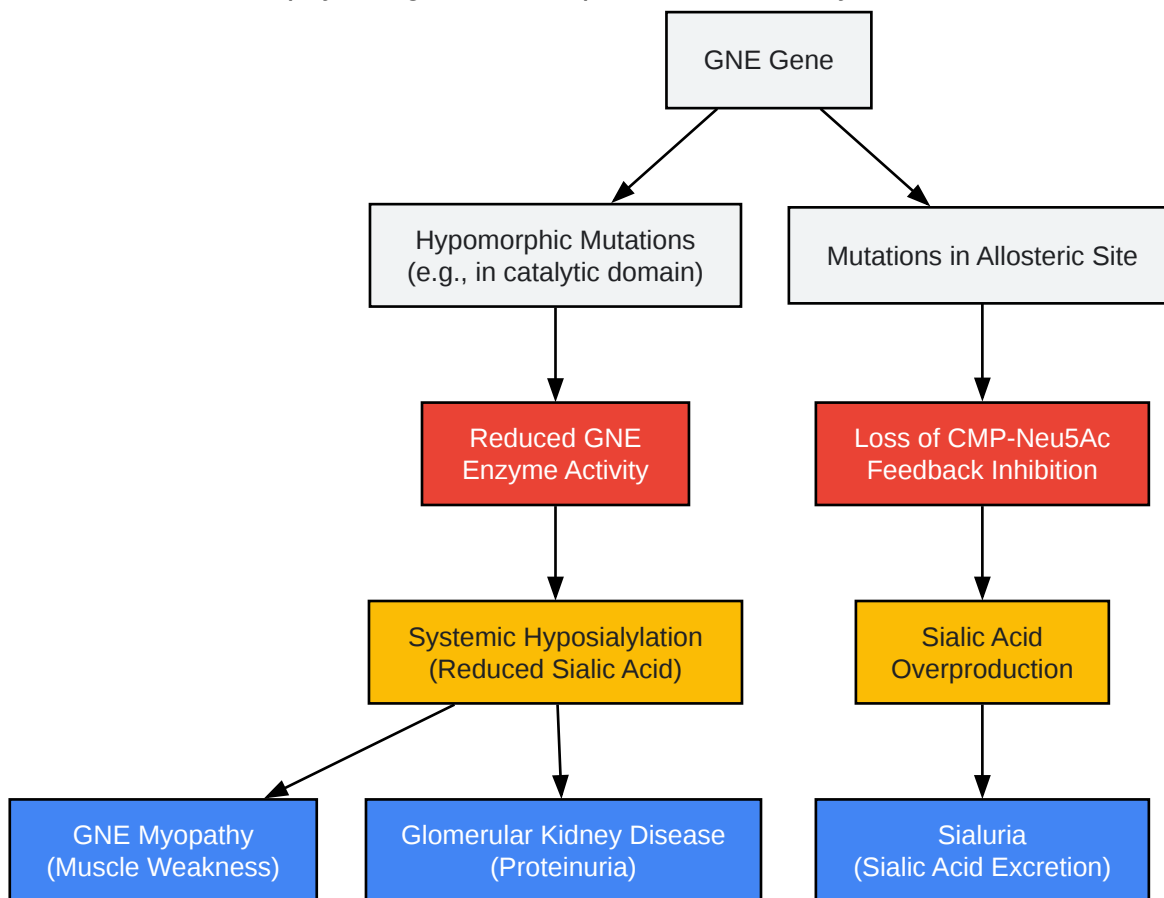 GNE Gene
Hypomorphic Mutations
(e.g., in catalytic domain)
Mutations in Allosteric Site
Reduced GNE
Enzyme Activity
Loss of CMP-Neu5Ac
Feedback Inhibition
Systemic Hyposialylation
(Reduced Sialic Acid)
Sialic Acid
Overproduction
GNE Myopathy
(Muscle Weakness)
Glomerular Kidney Disease
(Proteinuria)
Sialuria
(Sialic Acid Excretion)